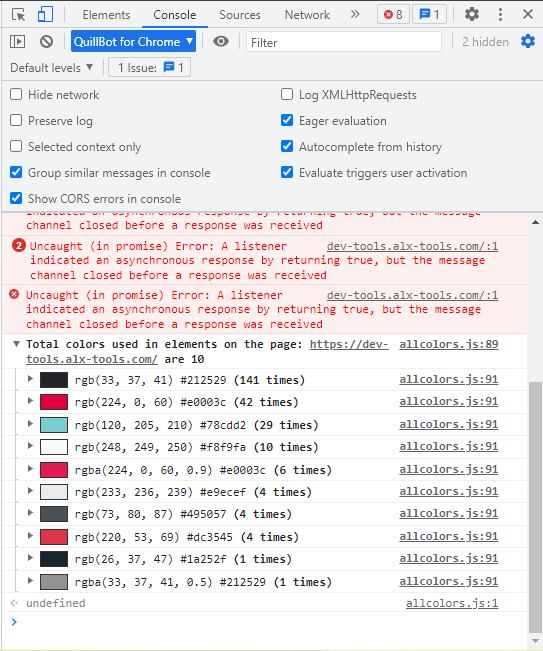 Elements Console Sources Network » 8 1
QuillBot for Chrome ▼ Filter 2 hidden
Default levels ▼ 1 Issue: 1
Hide network Log XMLHttpRequests
Preserve log Eager evaluation
Selected context only Autocomplete from history
Group similar messages in console Evaluate triggers user activation
Show CORS errors in console
indicated an asynchronous response by returning true, but the message
channel closed before a response was received
2 Uncaught (in promise) Error: A listener dev-tools.alx-tools.com/:1
indicated an asynchronous response by returning true, but the message
channel closed before a response was received
Uncaught (in promise) Error: A listener dev-tools.alx-tools.com/:1
indicated an asynchronous response by returning true, but the message
channel closed before a response was received
Total colors used in elements on the page: https://dev- allcolors.js:89
tools.alx-tools.com/ are 10
rgb(33, 37, 41) #212529 (141 times) allcolors.js:91
rgb(224, 0, 60) #e0003c (42 times) allcolors.js:91
rgb(120, 205, 210) #78cdd2 (29 times) allcolors.js:91
rgb(248, 249, 250) #f8f9fa (10 times) allcolors.js:91
rgba(224, 0, 60, 0.9) #e0003c (6 times) allcolors.js:91
rgb(233, 236, 239) #e9ecef (4 times) allcolors.js:91
rgb(73, 80, 87) #495057 (4 times) allcolors.js:91
rgb(220, 53, 69) #dc3545 (4 times) allcolors.js:91
rgb(26, 37, 47) #1a252f (1 times) allcolors.js:91
rgba(33, 37, 41, 0.5) #212529 (1 times) allcolors.js:91
undefined allcolors.js:1